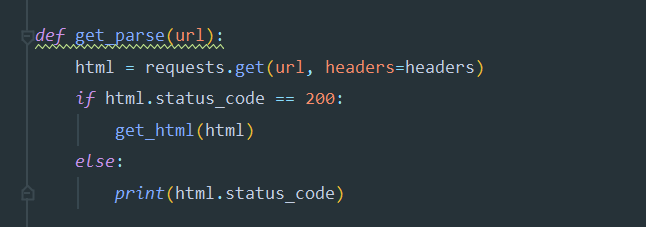 def get_parse(url):
    html = requests.get(url, headers=headers)
    if html.status_code == 200:
        get_html(html)
    else:
        print(html.status_code)